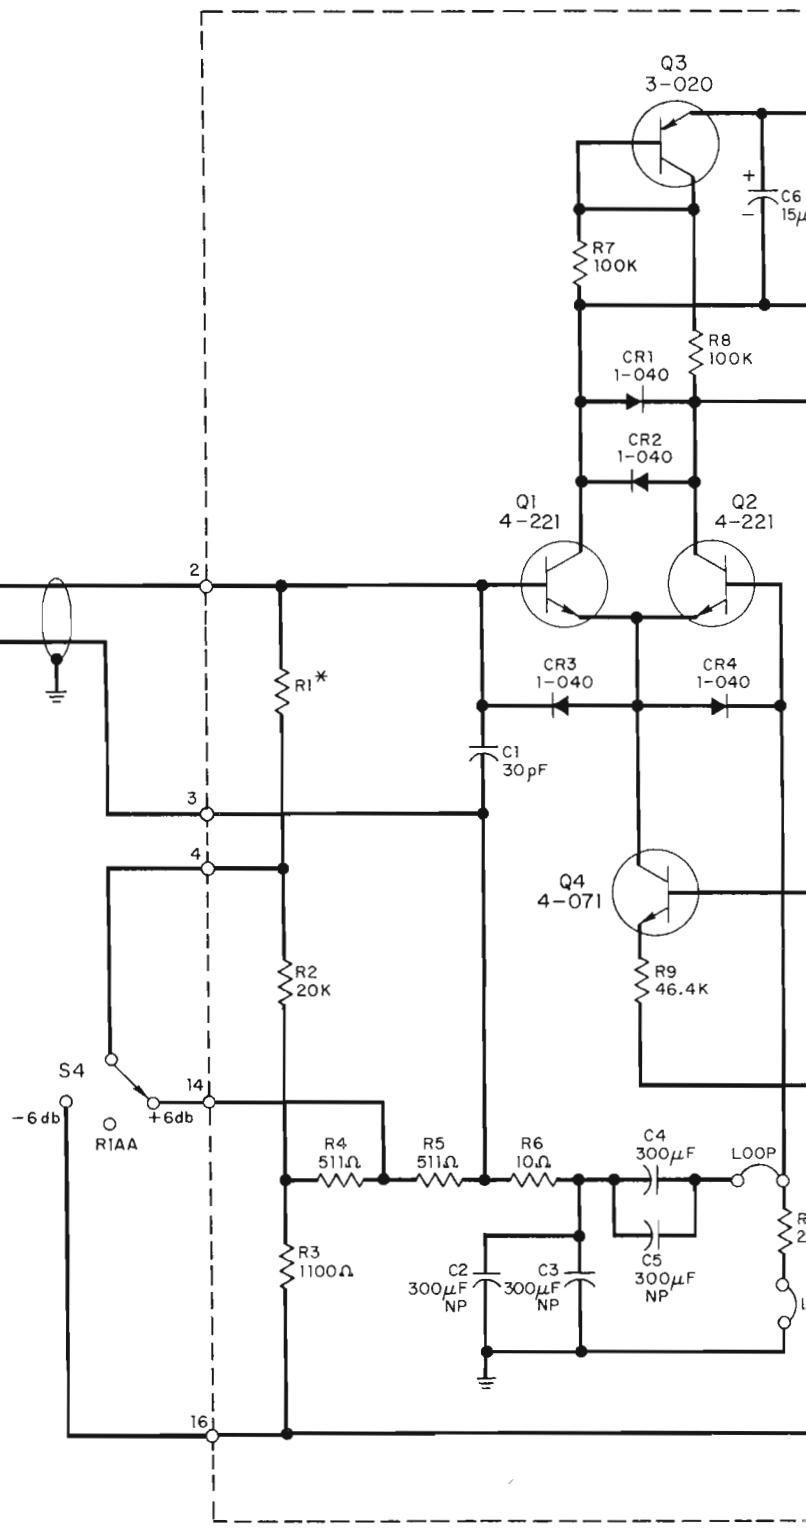 Q3
3-020
+
C6
15μ
-
R7
100K
R8
100K
CR1
1-040
CR2
1-040
Q1
4-221
Q2
4-221
2
R1*
CR3
1-040
CR4
1-040
C1
30pF
3
4
Q4
4-071
R2
20K
R9
46.4K
S4
14
-6db
+6db
R1AA
R4
511Ω
R5
511Ω
R6
10Ω
C4
300μF
LOOP
R
2
R3
1100Ω
C2
300μF
NP
C3
300μF
NP
C5
300μF
NP
L
16